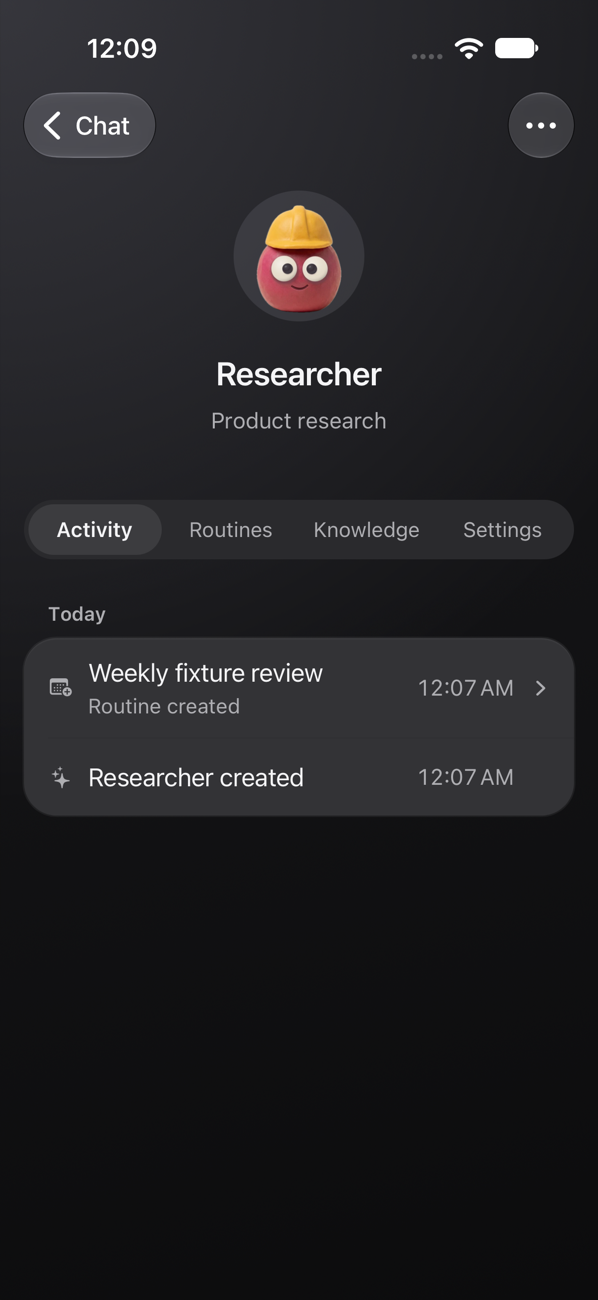 12:09
Chat
Researcher
Product research
Activity
Routines
Knowledge
Settings
Today
Weekly fixture review
Routine created
12:07 AM
Researcher created
12:07 AM